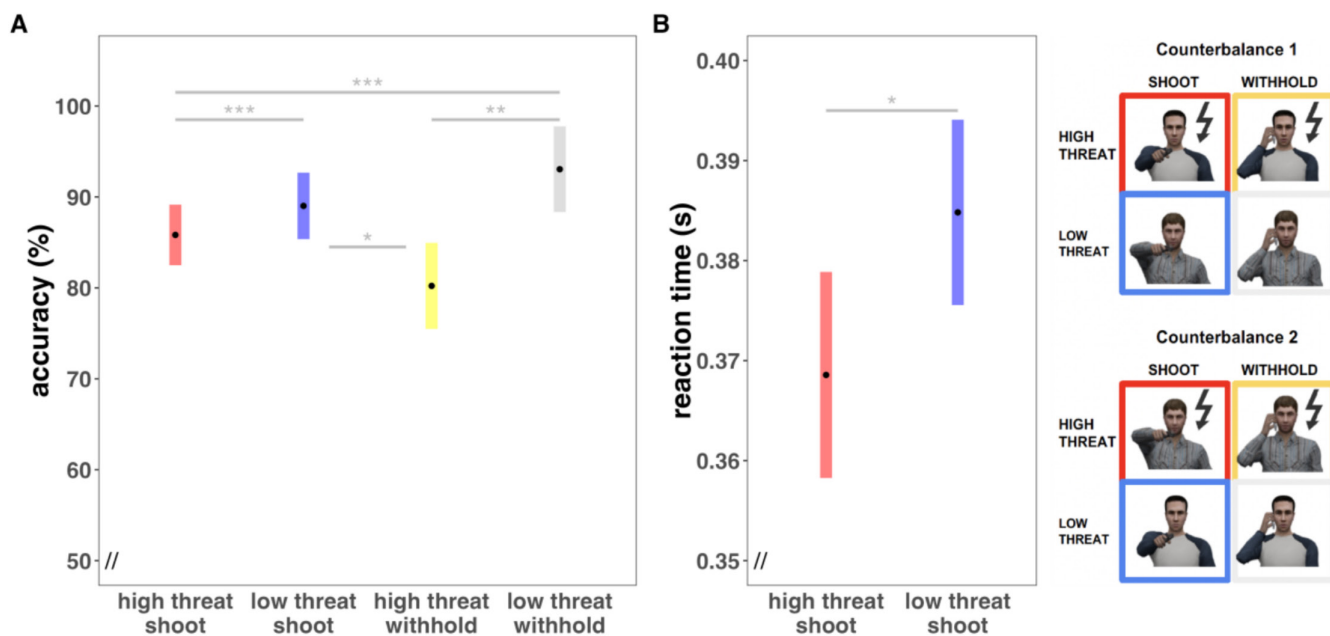 A
accuracy (%)
100
90
80
70
60
50
//
***
***
**
*
high threat
shoot
low threat
shoot
high threat
withhold
low threat
withhold
B
reaction time (s)
0.40
0.39
0.38
0.37
0.36
0.35
//
*
high threat
shoot
low threat
shoot
Counterbalance 1
SHOOT
WITHHOLD
HIGH
THREAT
LOW
THREAT
Counterbalance 2
SHOOT
WITHHOLD
HIGH
THREAT
LOW
THREAT